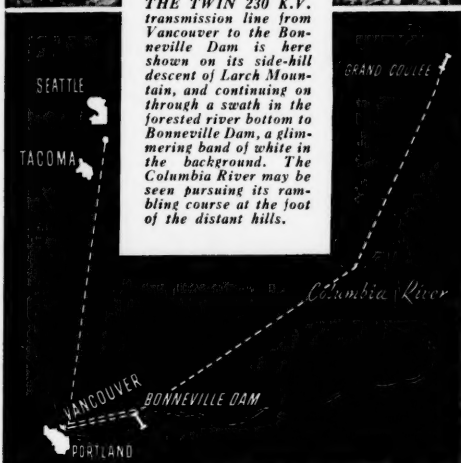 THE TWIN 230 K.V.
transmission line from
Vancouver to the Bon-
neville Dam is here
shown on its side-hill
descent of Larch Moun-
tain, and continuing on
through a swath in the
forested river bottom to
Bonneville Dam, a glim-
mering band of white in
the background. The
Columbia River may be
seen pursuing its ram-
bling course at the foot
of the distant hills.
SEATTLE
GRAND COULEE
TACOMA
Columbia River
VANCOUVER
BONNEVILLE DAM
PORTLAND